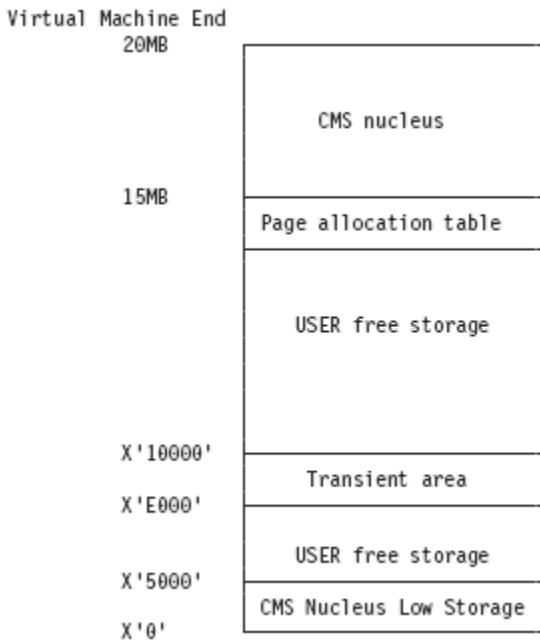 Virtual Machine End
20MB
CMS nucleus
15MB
Page allocation table
USER free storage
X'10000'
Transient area
X'E000'
USER free storage
X'5000'
CMS Nucleus Low Storage
X'0'